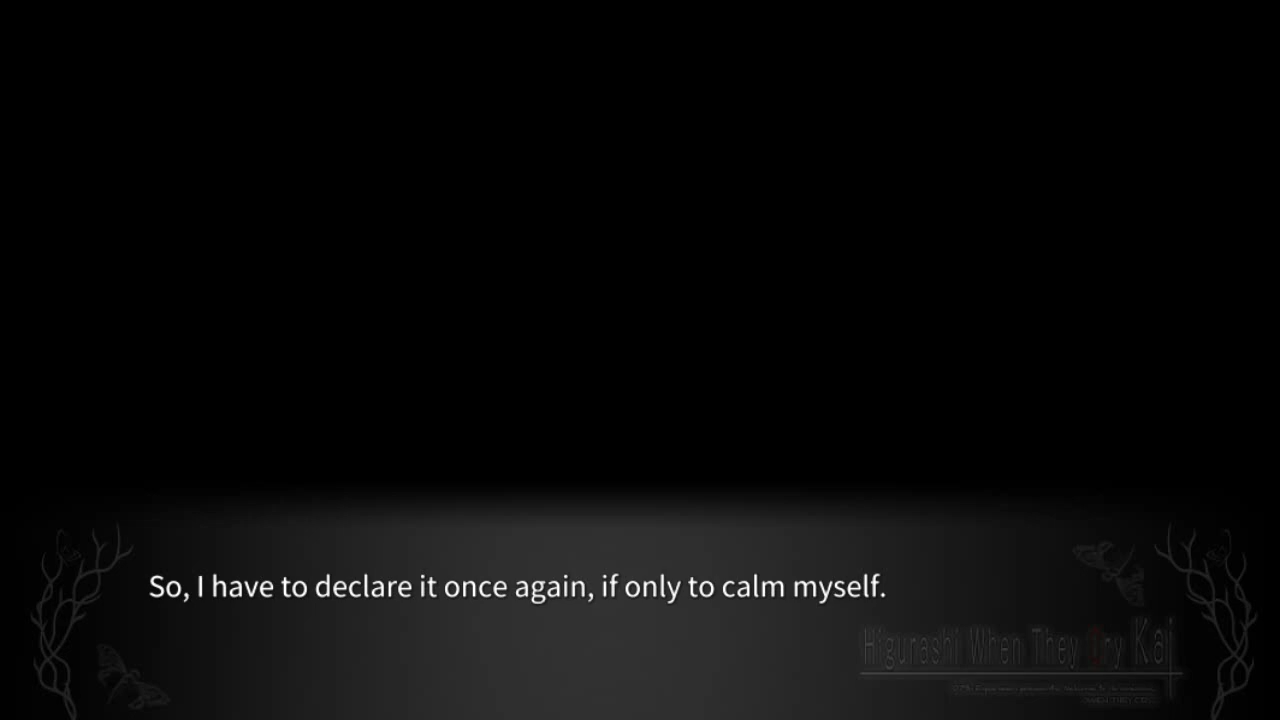 So, I have to declare it once again, if only to calm myself.
Higurashi When They Cry Kai